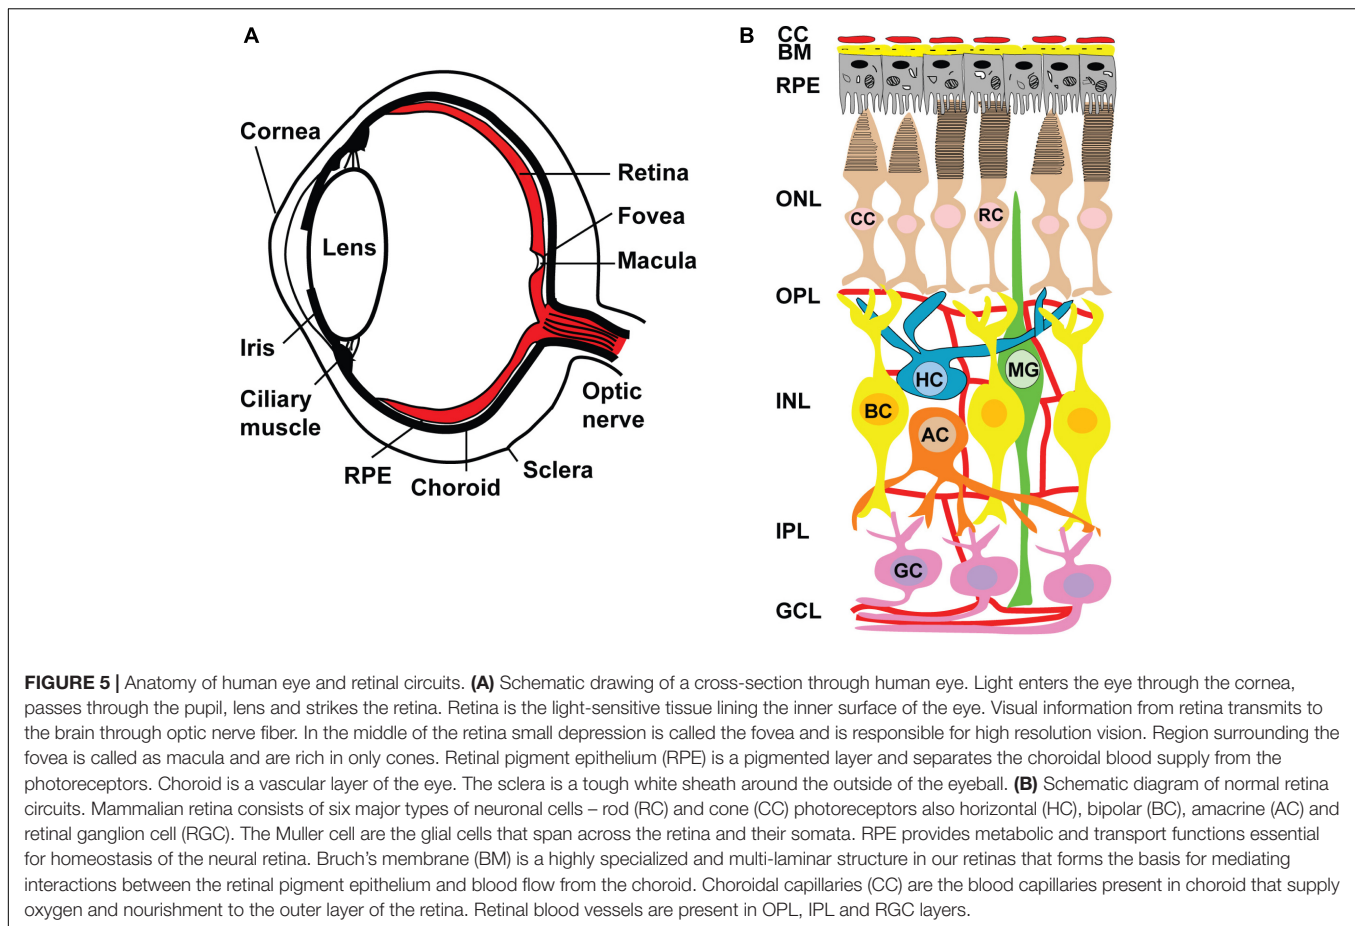 A
Cornea
Retina
Fovea
Macula
Lens
Iris
Ciliary
muscle
Optic
nerve
RPE
Choroid
Sclera
B
CC
BM
RPE
ONL
CC
RC
OPL
HC
MG
INL
BC
AC
IPL
GC
GCL
FIGURE 5 | Anatomy of human eye and retinal circuits. (A) Schematic drawing of a cross-section through human eye. Light enters the eye through the cornea,
passes through the pupil, lens and strikes the retina. Retina is the light-sensitive tissue lining the inner surface of the eye. Visual information from retina transmits to
the brain through optic nerve fiber. In the middle of the retina small depression is called the fovea and is responsible for high resolution vision. Region surrounding the
fovea is called as macula and are rich in only cones. Retinal pigment epithelium (RPE) is a pigmented layer and separates the choroidal blood supply from the
photoreceptors. Choroid is a vascular layer of the eye. The sclera is a tough white sheath around the outside of the eyeball. (B) Schematic diagram of normal retina
circuits. Mammalian retina consists of six major types of neuronal cells – rod (RC) and cone (CC) photoreceptors also horizontal (HC), bipolar (BC), amacrine (AC) and
retinal ganglion cell (RGC). The Muller cell are the glial cells that span across the retina and their somata. RPE provides metabolic and transport functions essential
for homeostasis of the neural retina. Bruch's membrane (BM) is a highly specialized and multi-laminar structure in our retinas that forms the basis for mediating
interactions between the retinal pigment epithelium and blood flow from the choroid. Choroidal capillaries (CC) are the blood capillaries present in choroid that supply
oxygen and nourishment to the outer layer of the retina. Retinal blood vessels are present in OPL, IPL and RGC layers.